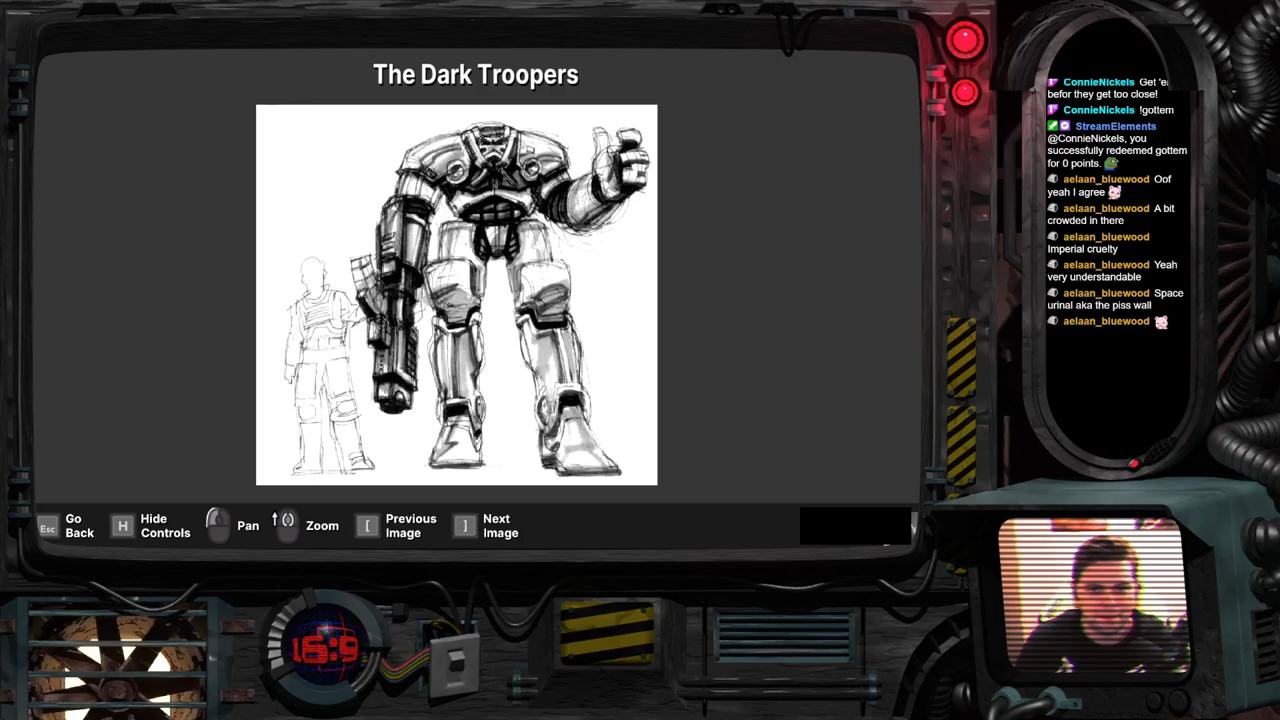 The Dark Troopers
ConnieNickels Get 'e
befor they get too close!
ConnieNickels !gottem
StreamElements
@ConnieNickels, you
successfully redeemed gottem
for 0 points.
aelaan_bluewood Oof
yeah I agree
aelaan_bluewood A bit
crowded in there
aelaan_bluewood
Imperial cruelty
aelaan_bluewood Yeah
very understandable
aelaan_bluewood Space
urinal aka the piss wall
aelaan_bluewood
Esc Go Back
H Hide Controls
Pan
Zoom
[ Previous Image
] Next Image
16:9